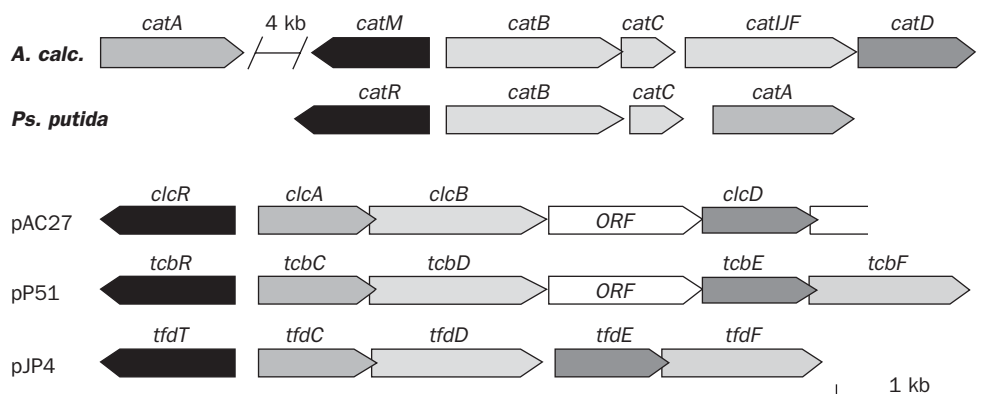 catA 4 kb catM catB catC catIJF catD
A. calc.
catR catB catC catA
Ps. putida
clcR clcA clcB clcD
pAC27 ORF
tcbR tcbC tcbD tcbE tcbF
pP51 ORF
tfdT tfdC tfdD tfdE tfdF
pJP4
1 kb